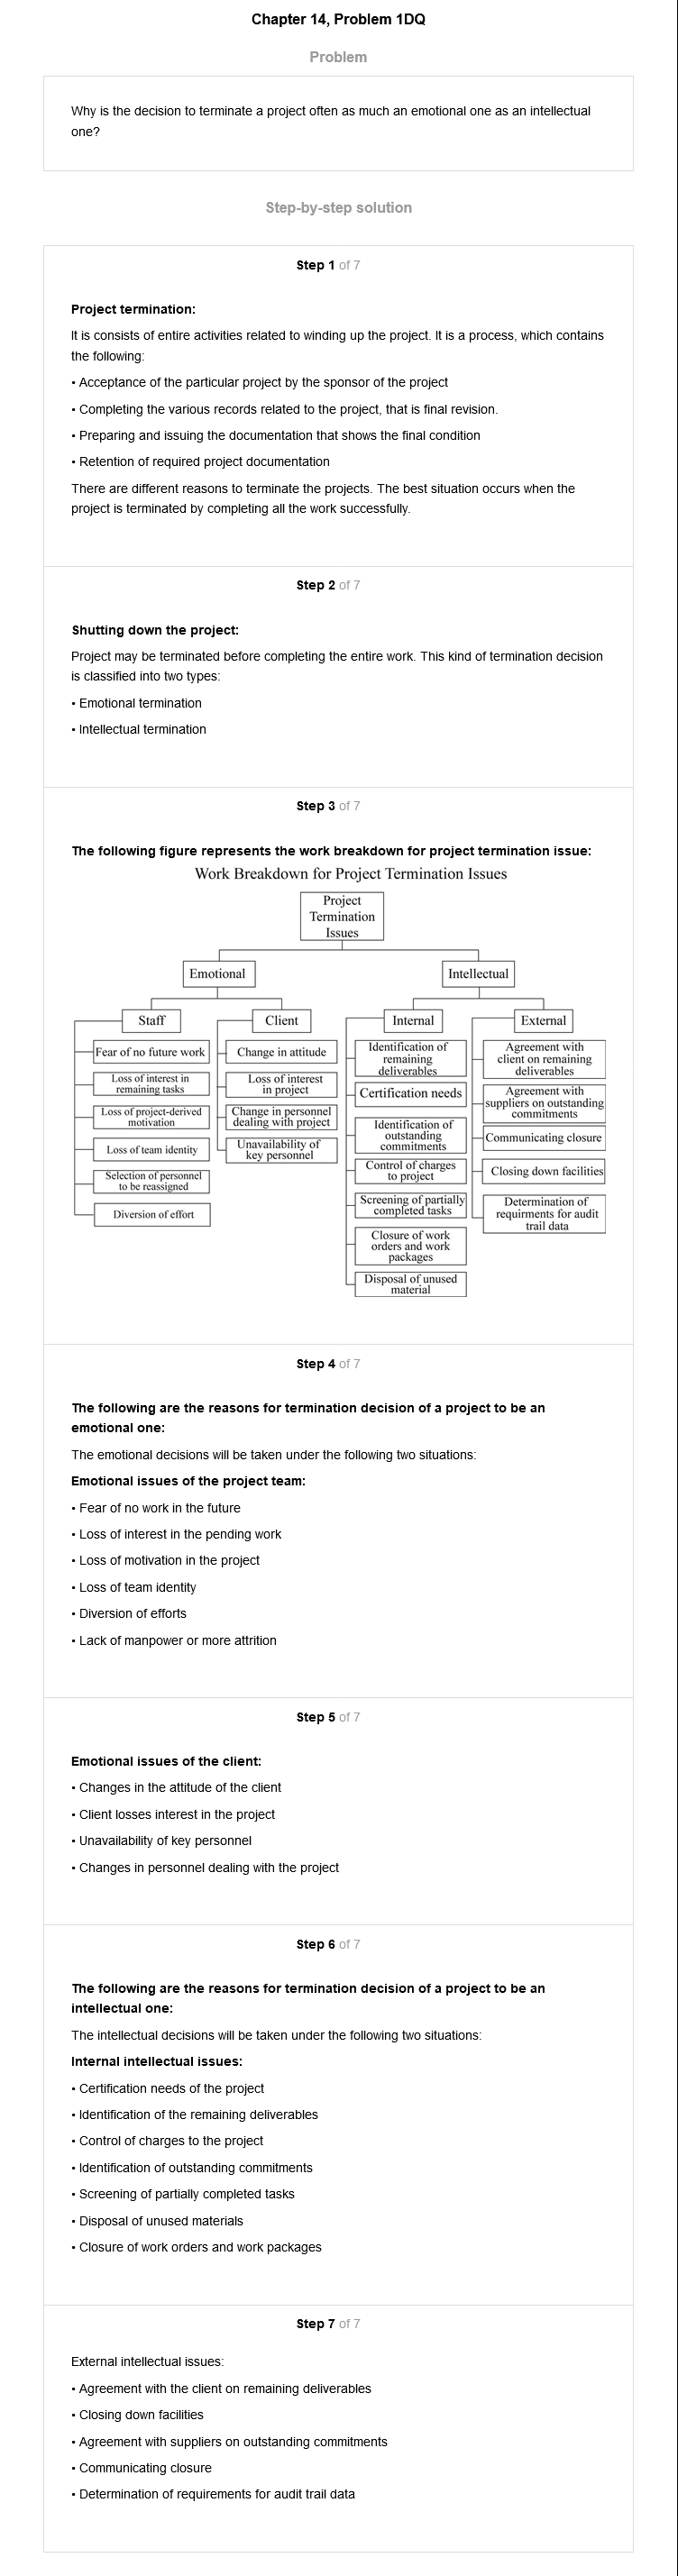 Chapter 14, Problem 1DQ
Problem
Why is the decision to terminate a project often as much an emotional one as an intellectual
one?
Step-by-step solution
Step 1 of 7
Project termination:
It is consists of entire activities related to winding up the project. It is a process, which contains
the following:
• Acceptance of the particular project by the sponsor of the project
• Completing the various records related to the project, that is final revision.
• Preparing and issuing the documentation that shows the final condition
• Retention of required project documentation
There are different reasons to terminate the projects. The best situation occurs when the
project is terminated by completing all the work successfully.
Step 2 of 7
Shutting down the project:
Project may be terminated before completing the entire work. This kind of termination decision
is classified into two types:
• Emotional termination
• Intellectual termination
Step 3 of 7
The following figure represents the work breakdown for project termination issue:
Work Breakdown for Project Termination Issues
Project
Termination
Issues
Emotional
Intellectual
Staff
Client
Internal
External
Fear of no future work
Loss of interest in
remaining tasks
Loss of project-derived
motivation
Loss of team identity
Selection of personnel
to be reassigned
Diversion of effort
Change in attitude
Loss of interest
in project
Change in personnel
dealing with project
Unavailability of
key personnel
Identification of
remaining
deliverables
Certification needs
Identification of
outstanding
commitments
Control of charges
to project
Screening of partially
completed tasks
Closure of work
orders and work
packages
Disposal of unused
material
Agreement with
client on remaining
deliverables
Agreement with
suppliers on outstanding
commitments
Communicating closure
Closing down facilities
Determination of
requirments for audit
trail data
Step 4 of 7
The following are the reasons for termination decision of a project to be an
emotional one:
The emotional decisions will be taken under the following two situations:
Emotional issues of the project team:
• Fear of no work in the future
• Loss of interest in the pending work
• Loss of motivation in the project
• Loss of team identity
• Diversion of efforts
• Lack of manpower or more attrition
Step 5 of 7
Emotional issues of the client:
• Changes in the attitude of the client
• Client losses interest in the project
• Unavailability of key personnel
• Changes in personnel dealing with the project
Step 6 of 7
The following are the reasons for termination decision of a project to be an
intellectual one:
The intellectual decisions will be taken under the following two situations:
Internal intellectual issues:
• Certification needs of the project
• Identification of the remaining deliverables
• Control of charges to the project
• Identification of outstanding commitments
• Screening of partially completed tasks
• Disposal of unused materials
• Closure of work orders and work packages
Step 7 of 7
External intellectual issues:
• Agreement with the client on remaining deliverables
• Closing down facilities
• Agreement with suppliers on outstanding commitments
• Communicating closure
• Determination of requirements for audit trail data